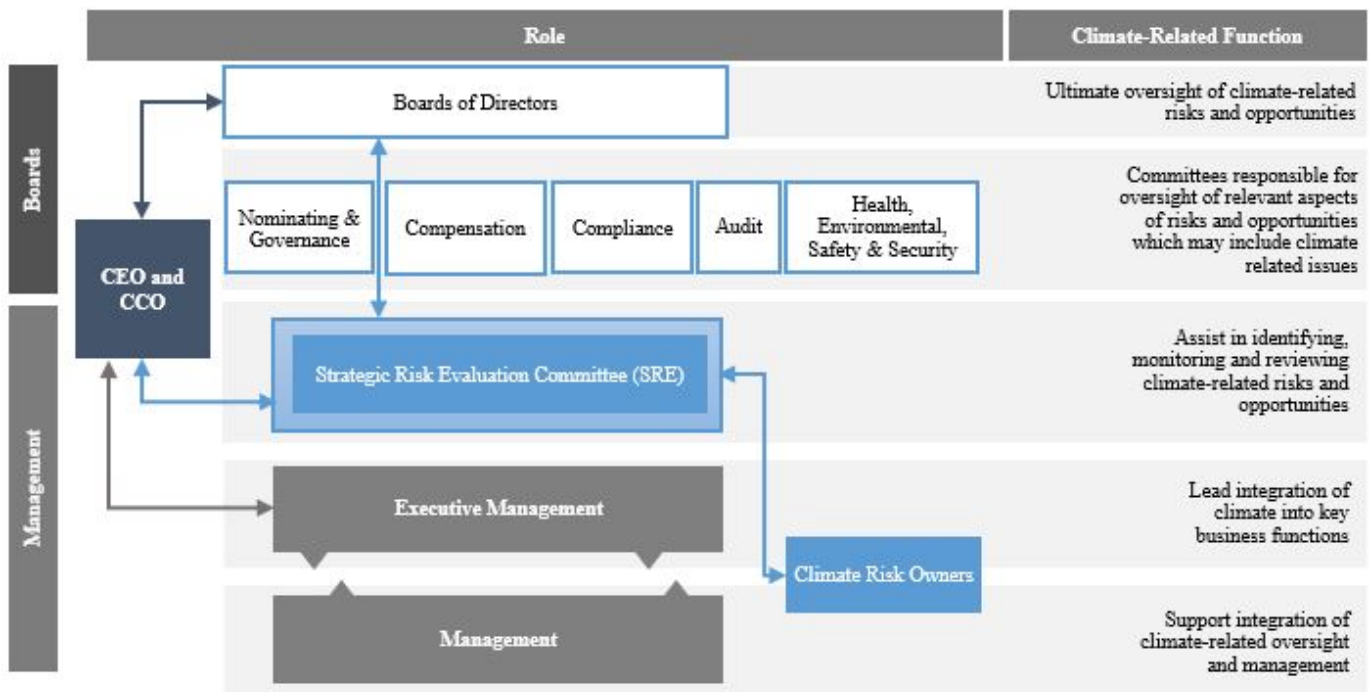 Role
Climate-Related Function
Boards
Boards of Directors
Ultimate oversight of climate-related
risks and opportunities
Nominating &
Governance
Compensation
Compliance
Audit
Health,
Environmental,
Safety & Security
Committees responsible for
oversight of relevant aspects
of risks and opportunities
which may include climate
related issues
CEO and
CCO
Management
Strategic Risk Evaluation Committee (SRE)
Assist in identifying,
monitoring and reviewing
climate-related risks and
opportunities
Executive Management
Lead integration of
climate into key
business functions
Climate Risk Owners
Management
Support integration of
climate-related oversight
and management